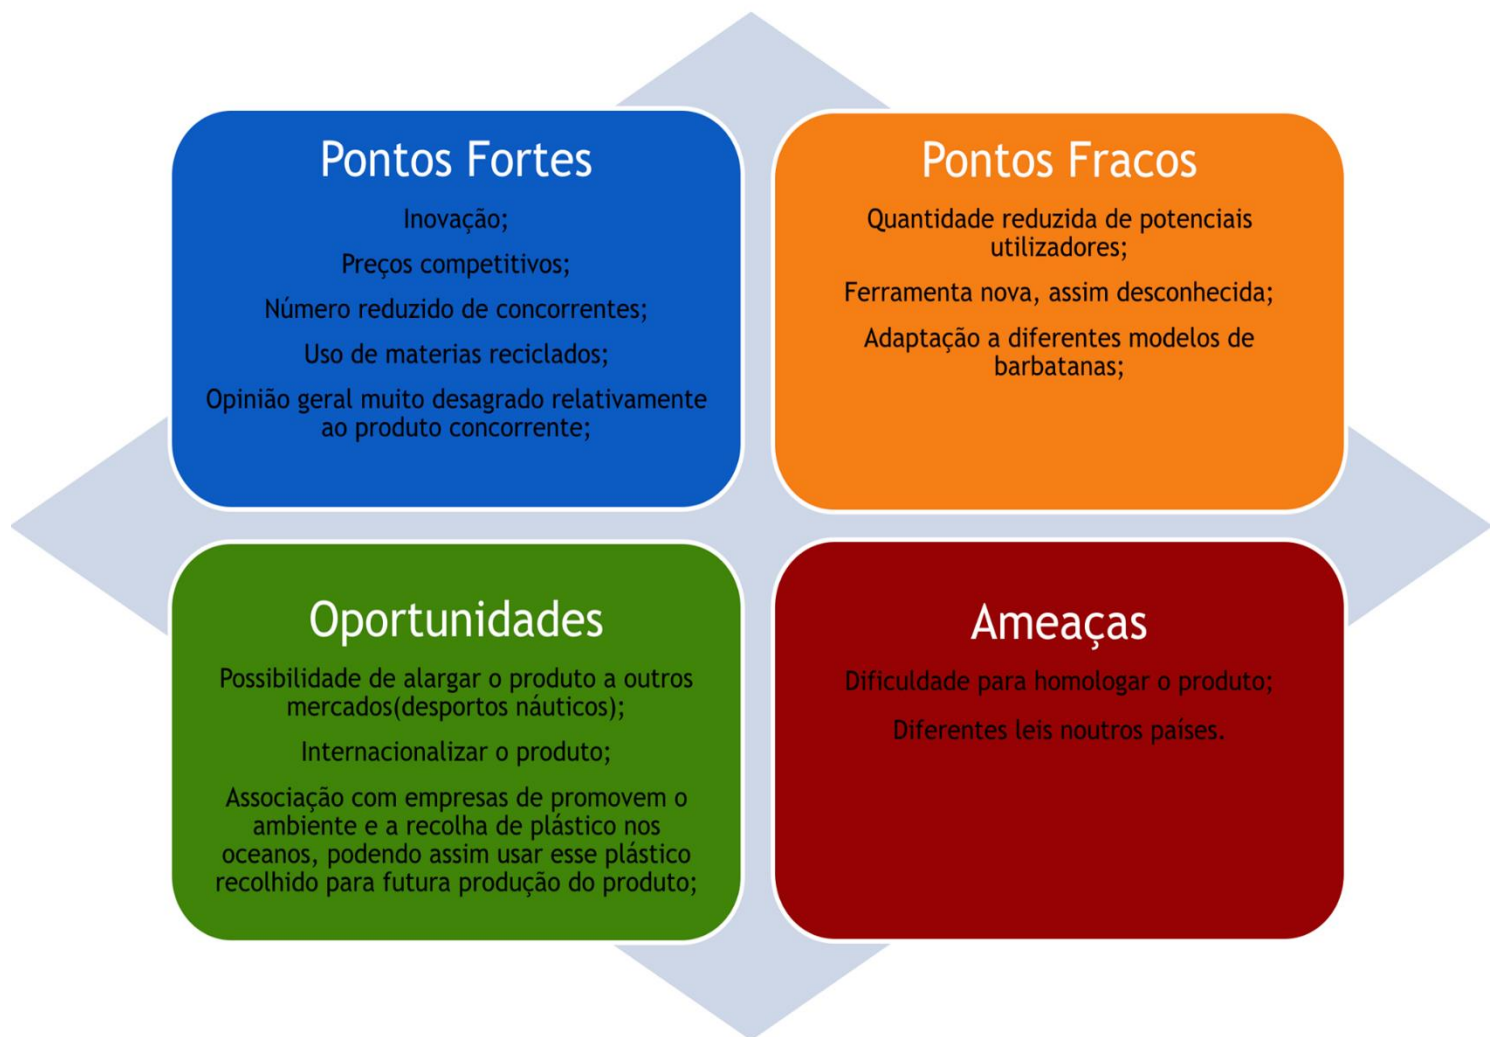 Pontos Fortes
Inovação;
Preços competitivos;
Número reduzido de concorrentes;
Uso de materias reciclados;
Opinião geral muito desagrado relativamente
ao produto concorrente;
Pontos Fracos
Quantidade reduzida de potenciais
utilizadores;
Ferramenta nova, assim desconhecida;
Adaptação a diferentes modelos de
barbatanas;
Oportunidades
Possibilidade de alargar o produto a outros
mercados(desportos náuticos);
Internacionalizar o produto;
Associação com empresas de promovem o
ambiente e a recolha de plástico nos
oceanos, podendo assim usar esse plástico
recolhido para futura produção do produto;
Ameaças
Dificuldade para homologar o produto;
Diferentes leis noutros países.